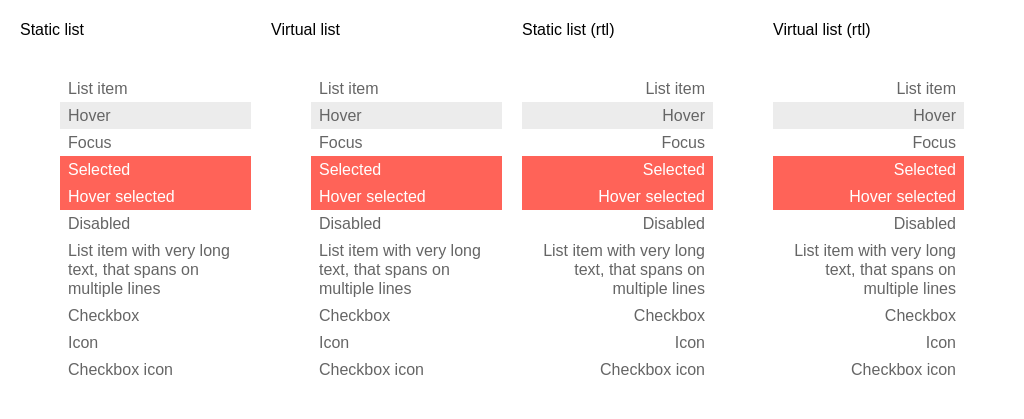 Static list
List item
Hover
Focus
Selected
Hover selected
Disabled
List item with very long
text, that spans on
multiple lines
Checkbox
Icon
Checkbox icon
Virtual list
List item
Hover
Focus
Selected
Hover selected
Disabled
List item with very long
text, that spans on
multiple lines
Checkbox
Icon
Checkbox icon
Static list (rtl)
List item
Hover
Focus
Selected
Hover selected
Disabled
List item with very long
text, that spans on
multiple lines
Checkbox
Icon
Checkbox icon
Virtual list (rtl)
List item
Hover
Focus
Selected
Hover selected
Disabled
List item with very long
text, that spans on
multiple lines
Checkbox
Icon
Checkbox icon